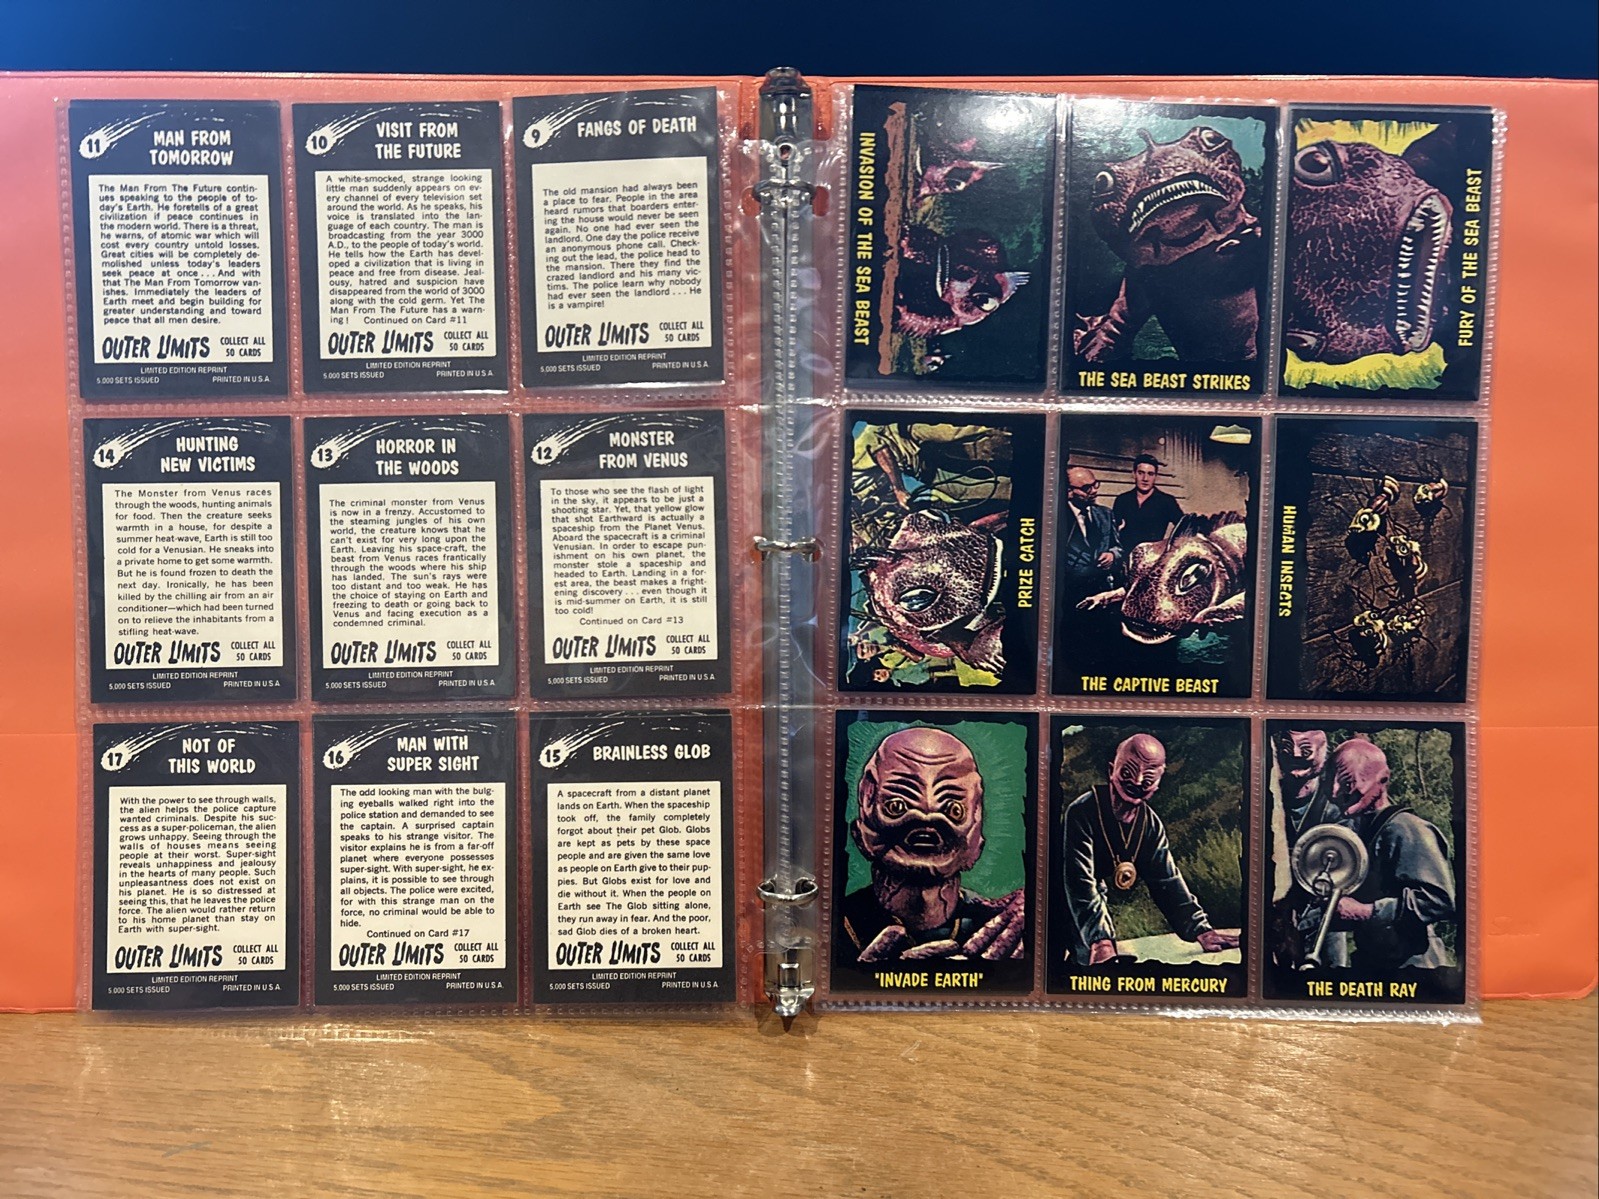 11
MAN FROM
TOMORROW
The Man From The Future contin-
ues speaking to the people of to-
day's Earth. He foretells of a great
civilization if peace continues in
the modern world. There is a threat,
he warns, of atomic war which will
cost every country untold losses.
Great cities will be completely de-
molished unless today's leaders
seek peace at once . . . And with
that The Man From Tomorrow van-
ishes. Immediately the leaders of
Earth meet and begin building for
greater understanding and toward
peace that all men desire.
OUTER LIMITS
COLLECT ALL
50 CARDS
LIMITED EDITION REPRINT
5,000 SETS ISSUED
PRINTED IN U.S.A.
10
VISIT FROM
THE FUTURE
A white-smocked, strange looking
little man suddenly appears on ev-
ery channel of every television set
around the world. As he speaks, his
voice is translated into the lan-
guage of each country. The man is
broadcasting from the year 3000
A.D., to the people of today's world.
He tells how the Earth has devel-
oped a civilization that is living in
peace and free from disease. Jeal-
ousy, hatred and suspicion have
disappeared from the world of 3000
along with the cold germ. Yet The
Man From The Future has a warn-
ing! Continued on Card #11
OUTER LIMITS
COLLECT ALL
50 CARDS
LIMITED EDITION REPRINT
5,000 SETS ISSUED
PRINTED IN U.S.A.
9
FANGS OF DEATH
The old mansion had always been
a place to fear. People in the area
heard rumors that boarders enter-
ing the house would never be seen
again. No one had ever seen the
landlord. One day the police receive
an anonymous phone call. Check-
ing out the lead, the police head to
the mansion. There they find the
crazed landlord and his many vic-
tims. The police learn why nobody
had ever seen the landlord . . . He
is a vampire!
OUTER LIMITS
COLLECT ALL
50 CARDS
LIMITED EDITION REPRINT
5,000 SETS ISSUED
PRINTED IN U.S.A.
14
HUNTING
NEW VICTIMS
The Monster from Venus races
through the woods, hunting animals
for food. Then the creature seeks
warmth in a house, for despite a
summer heat-wave, Earth is still too
cold for a Venusian. He sneaks into
a private home to get some warmth.
But he is found frozen to death the
next day. Ironically, he has been
killed by the chilling air from an air
conditioner—which had been turned
on to relieve the inhabitants from a
stifling heat-wave.
OUTER LIMITS
COLLECT ALL
50 CARDS
LIMITED EDITION REPRINT
5,000 SETS ISSUED
PRINTED IN U.S.A.
13
HORROR IN
THE WOODS
The criminal monster from Venus
is now in a frenzy. Accustomed to
the steaming jungles of his own
world, the creature knows that he
can't exist for very long upon the
Earth. Leaving his space-craft, the
beast from Venus races frantically
through the woods where his ship
has landed. The sun's rays were
too distant and too weak. He has
the choice of staying on Earth and
freezing to death or going back to
Venus and facing execution as a
condemned criminal.
OUTER LIMITS
COLLECT ALL
50 CARDS
LIMITED EDITION REPRINT
5,000 SETS ISSUED
PRINTED IN U.S.A.
12
MONSTER
FROM VENUS
To those who see the flash of light
in the sky, it appears to be just a
shooting star. Yet, that yellow glow
that shot Earthward is actually a
spaceship from the Planet Venus.
Aboard the spacecraft is a criminal
Venusian. In order to escape pun-
ishment on his own planet, the
monster stole a spaceship and
headed to Earth. Landing in a for-
est area, the beast makes a fright-
ening discovery . . . even though it
is mid-summer on Earth, it is still
too cold!
Continued on Card #13
OUTER LIMITS
COLLECT ALL
50 CARDS
LIMITED EDITION REPRINT
5,000 SETS ISSUED
PRINTED IN U.S.A.
17
NOT OF
THIS WORLD
With the power to see through walls,
the alien helps the police capture
wanted criminals. Despite his suc-
cess as a super-policeman, the alien
grows unhappy. Seeing through the
walls of houses means seeing
people at their worst. Super-sight
reveals unhappiness and jealousy
in the hearts of many people. Such
unpleasantness does not exist on
his planet. He is so distressed at
seeing this, that he leaves the police
force. The alien would rather return
to his home planet than stay on
Earth with super-sight.
OUTER LIMITS
COLLECT ALL
50 CARDS
LIMITED EDITION REPRINT
5,000 SETS ISSUED
PRINTED IN U.S.A.
16
MAN WITH
SUPER SIGHT
The odd looking man with the bulg-
ing eyeballs walked right into the
police station and demanded to see
the captain. A surprised captain
speaks to his strange visitor. The
visitor explains he is from a far-off
planet where everyone possesses
super-sight. With super-sight, he ex-
plains, it is possible to see through
all objects. The police were excited,
for with this strange man on the
force, no criminal would be able to
hide.
Continued on Card #17
OUTER LIMITS
COLLECT ALL
50 CARDS
LIMITED EDITION REPRINT
5,000 SETS ISSUED
PRINTED IN U.S.A.
15
BRAINLESS GLOB
A spacecraft from a distant planet
lands on Earth. When the spaceship
took off, the family completely
forgot about their pet Glob. Globs
are kept as pets by these space
people and are given the same love
as people on Earth give to their pup-
pies. But Globs exist for love and
die without it. When the people on
Earth see The Glob sitting alone,
they run away in fear. And the poor,
sad Glob dies of a broken heart.
OUTER LIMITS
COLLECT ALL
50 CARDS
LIMITED EDITION REPRINT
5,000 SETS ISSUED
PRINTED IN U.S.A.
INVASION OF THE SEA BEAST
THE SEA BEAST STRIKES
FURY OF THE SEA BEAST
PRIZE CATCH
THE CAPTIVE BEAST
HUMAN INSECTS
"INVADE EARTH"
THING FROM MERCURY
THE DEATH RAY